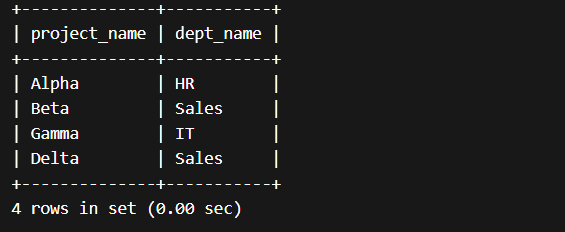 +--------------+-----------+
| project_name | dept_name |
+--------------+-----------+
| Alpha        | HR        |
| Beta         | Sales     |
| Gamma        | IT        |
| Delta        | Sales     |
+--------------+-----------+
4 rows in set (0.00 sec)